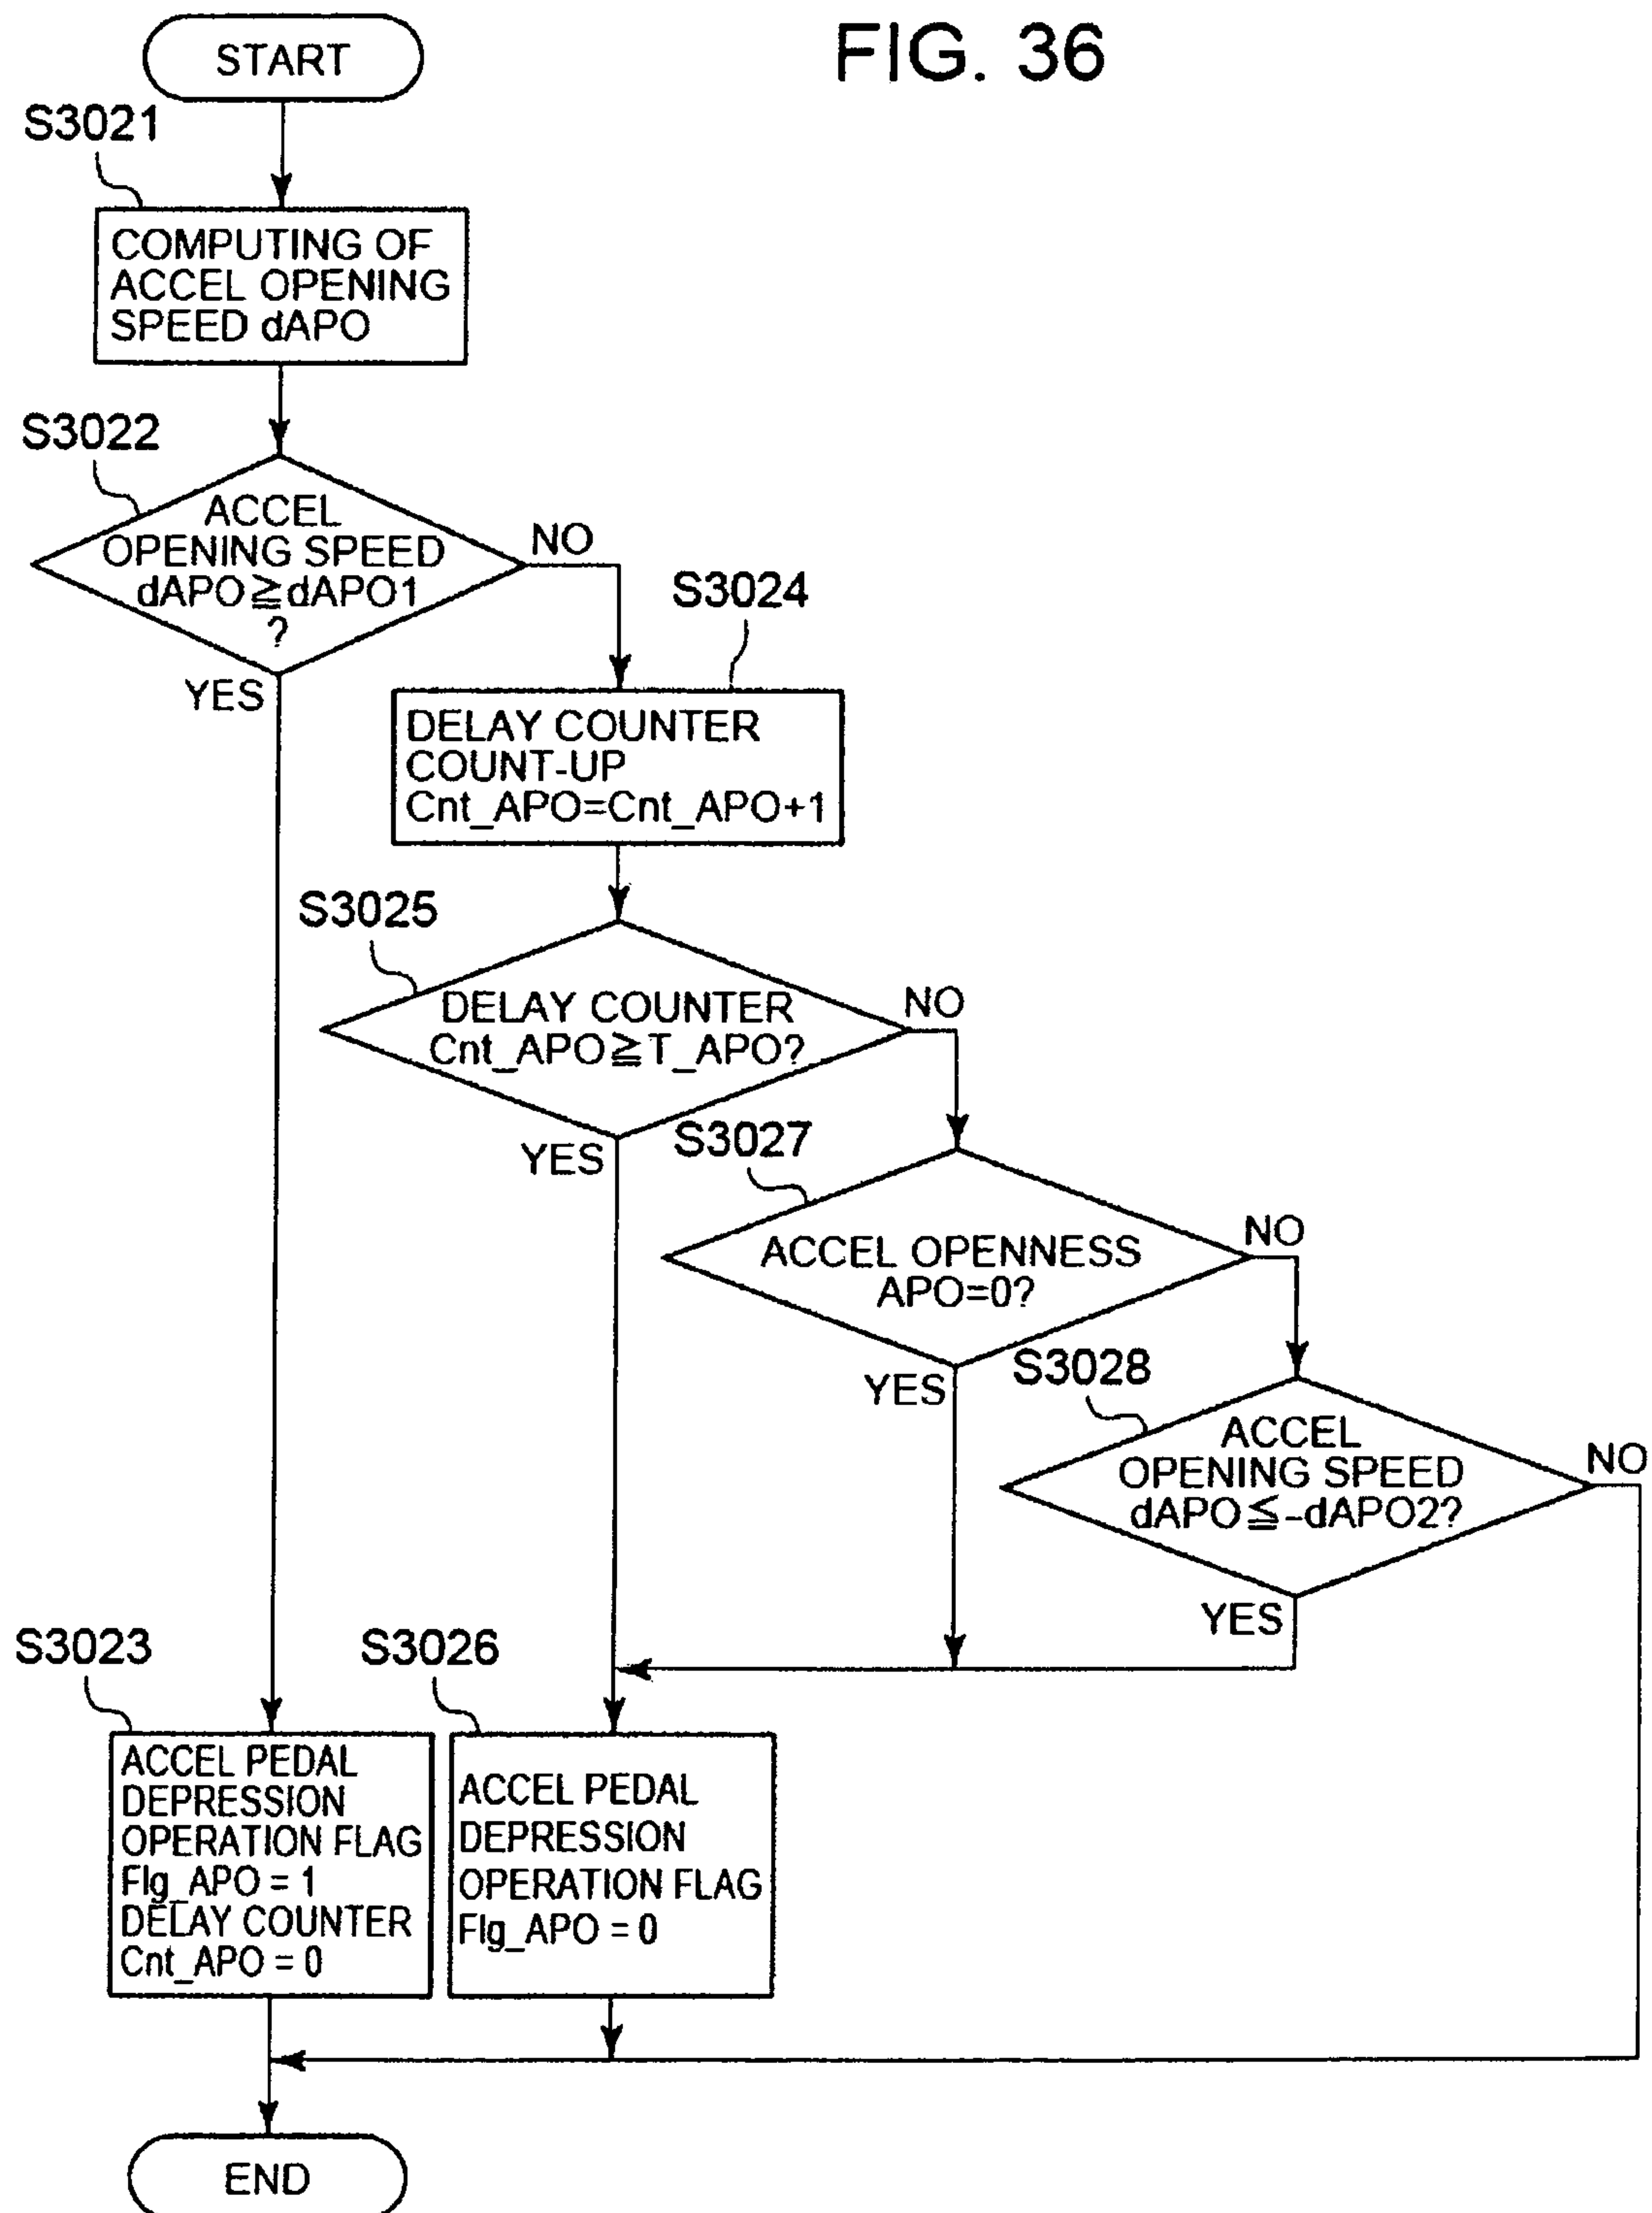 FIG. 36
START
S3021
COMPUTING OF
ACCEL OPENING
SPEED dAPO
S3022
ACCEL
OPENING SPEED
dAPO≧dAPO1
?
NO
YES
S3024
DELAY COUNTER
COUNT-UP
Cnt_APO=Cnt_APO+1
S3025
DELAY COUNTER
Cnt_APO≧T_APO?
NO
YES
S3027
ACCEL OPENNESS
APO=0?
NO
YES
S3028
ACCEL
OPENING SPEED
dAPO≦-dAPO2?
NO
YES
S3023
ACCEL PEDAL
DEPRESSION
OPERATION FLAG
Flg_APO = 1
DELAY COUNTER
Cnt_APO = 0
S3026
ACCEL PEDAL
DEPRESSION
OPERATION FLAG
Flg_APO = 0
END